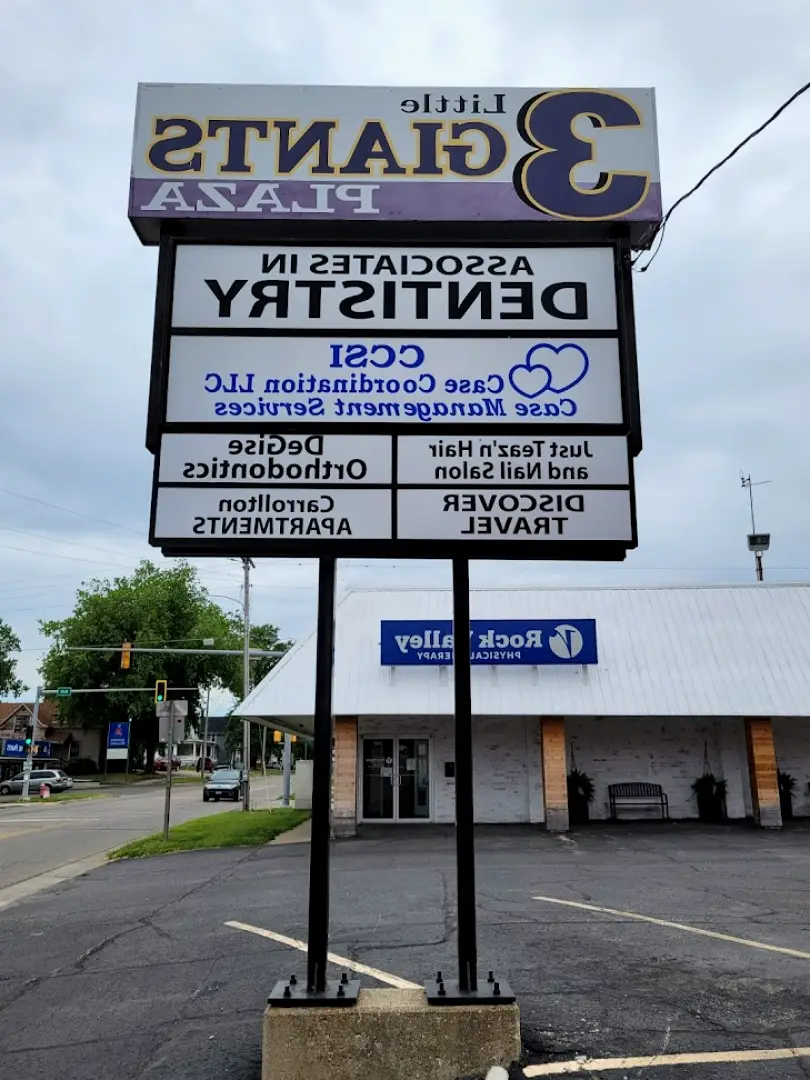 3 Little
GIANTS
PLAZA
ASSOCIATES IN
DENTISTRY
CCSI
Case Coordination LLC
Case Management Services
Just Teaz'n Hair
and Nail Salon
DeGise
Orthodontics
DISCOVER
TRAVEL
Carrollton
APARTMENTS
Rock Valley
PHYSICAL THERAPY